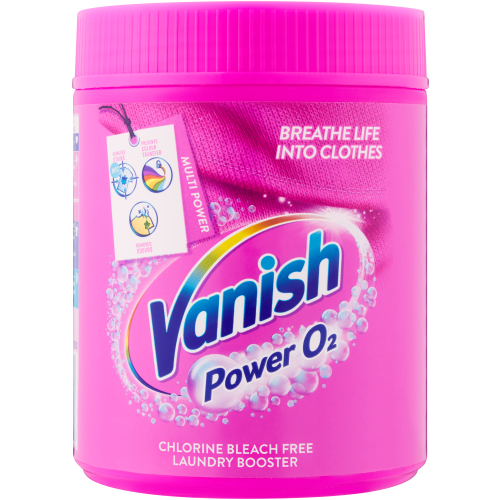 BREATHE LIFE
INTO CLOTHES
MULTI POWER
Vanish
Power O₂
CHLORINE BLEACH FREE
LAUNDRY BOOSTER